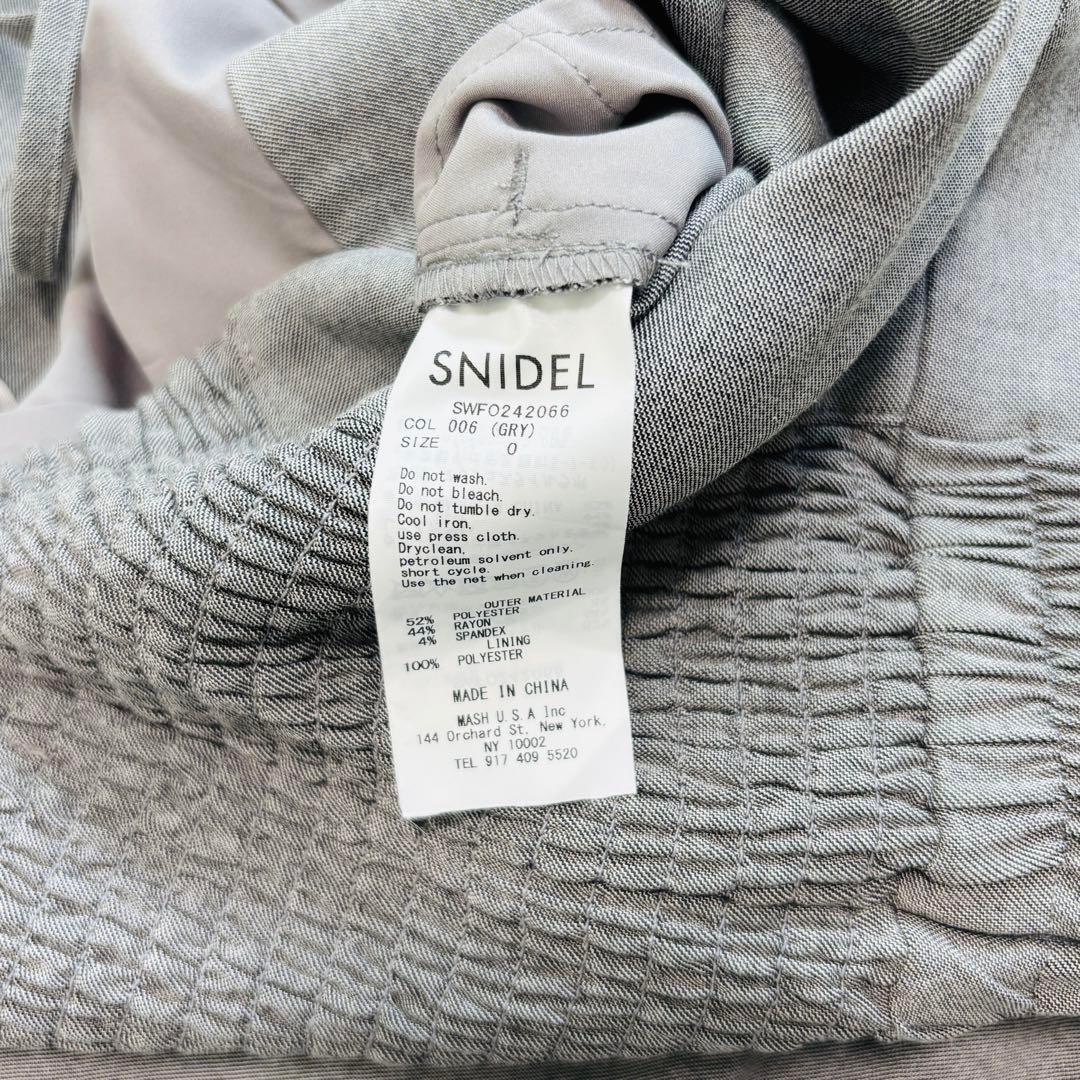 SNIDEL
SWFO242066
COL 006 (GRY)
SIZE 0
Do not wash.
Do not bleach.
Do not tumble dry.
Cool iron,
use press cloth.
Dryclean,
petroleum solvent only.
short cycle.
Use the net when cleaning.
OUTER MATERIAL
52% POLYESTER
44% RAYON
4% SPANDEX
LINING
100% POLYESTER
MADE IN CHINA
MASH U.S.A Inc
144 Orchard St. New York,
NY 10002
TEL 917 409 5520